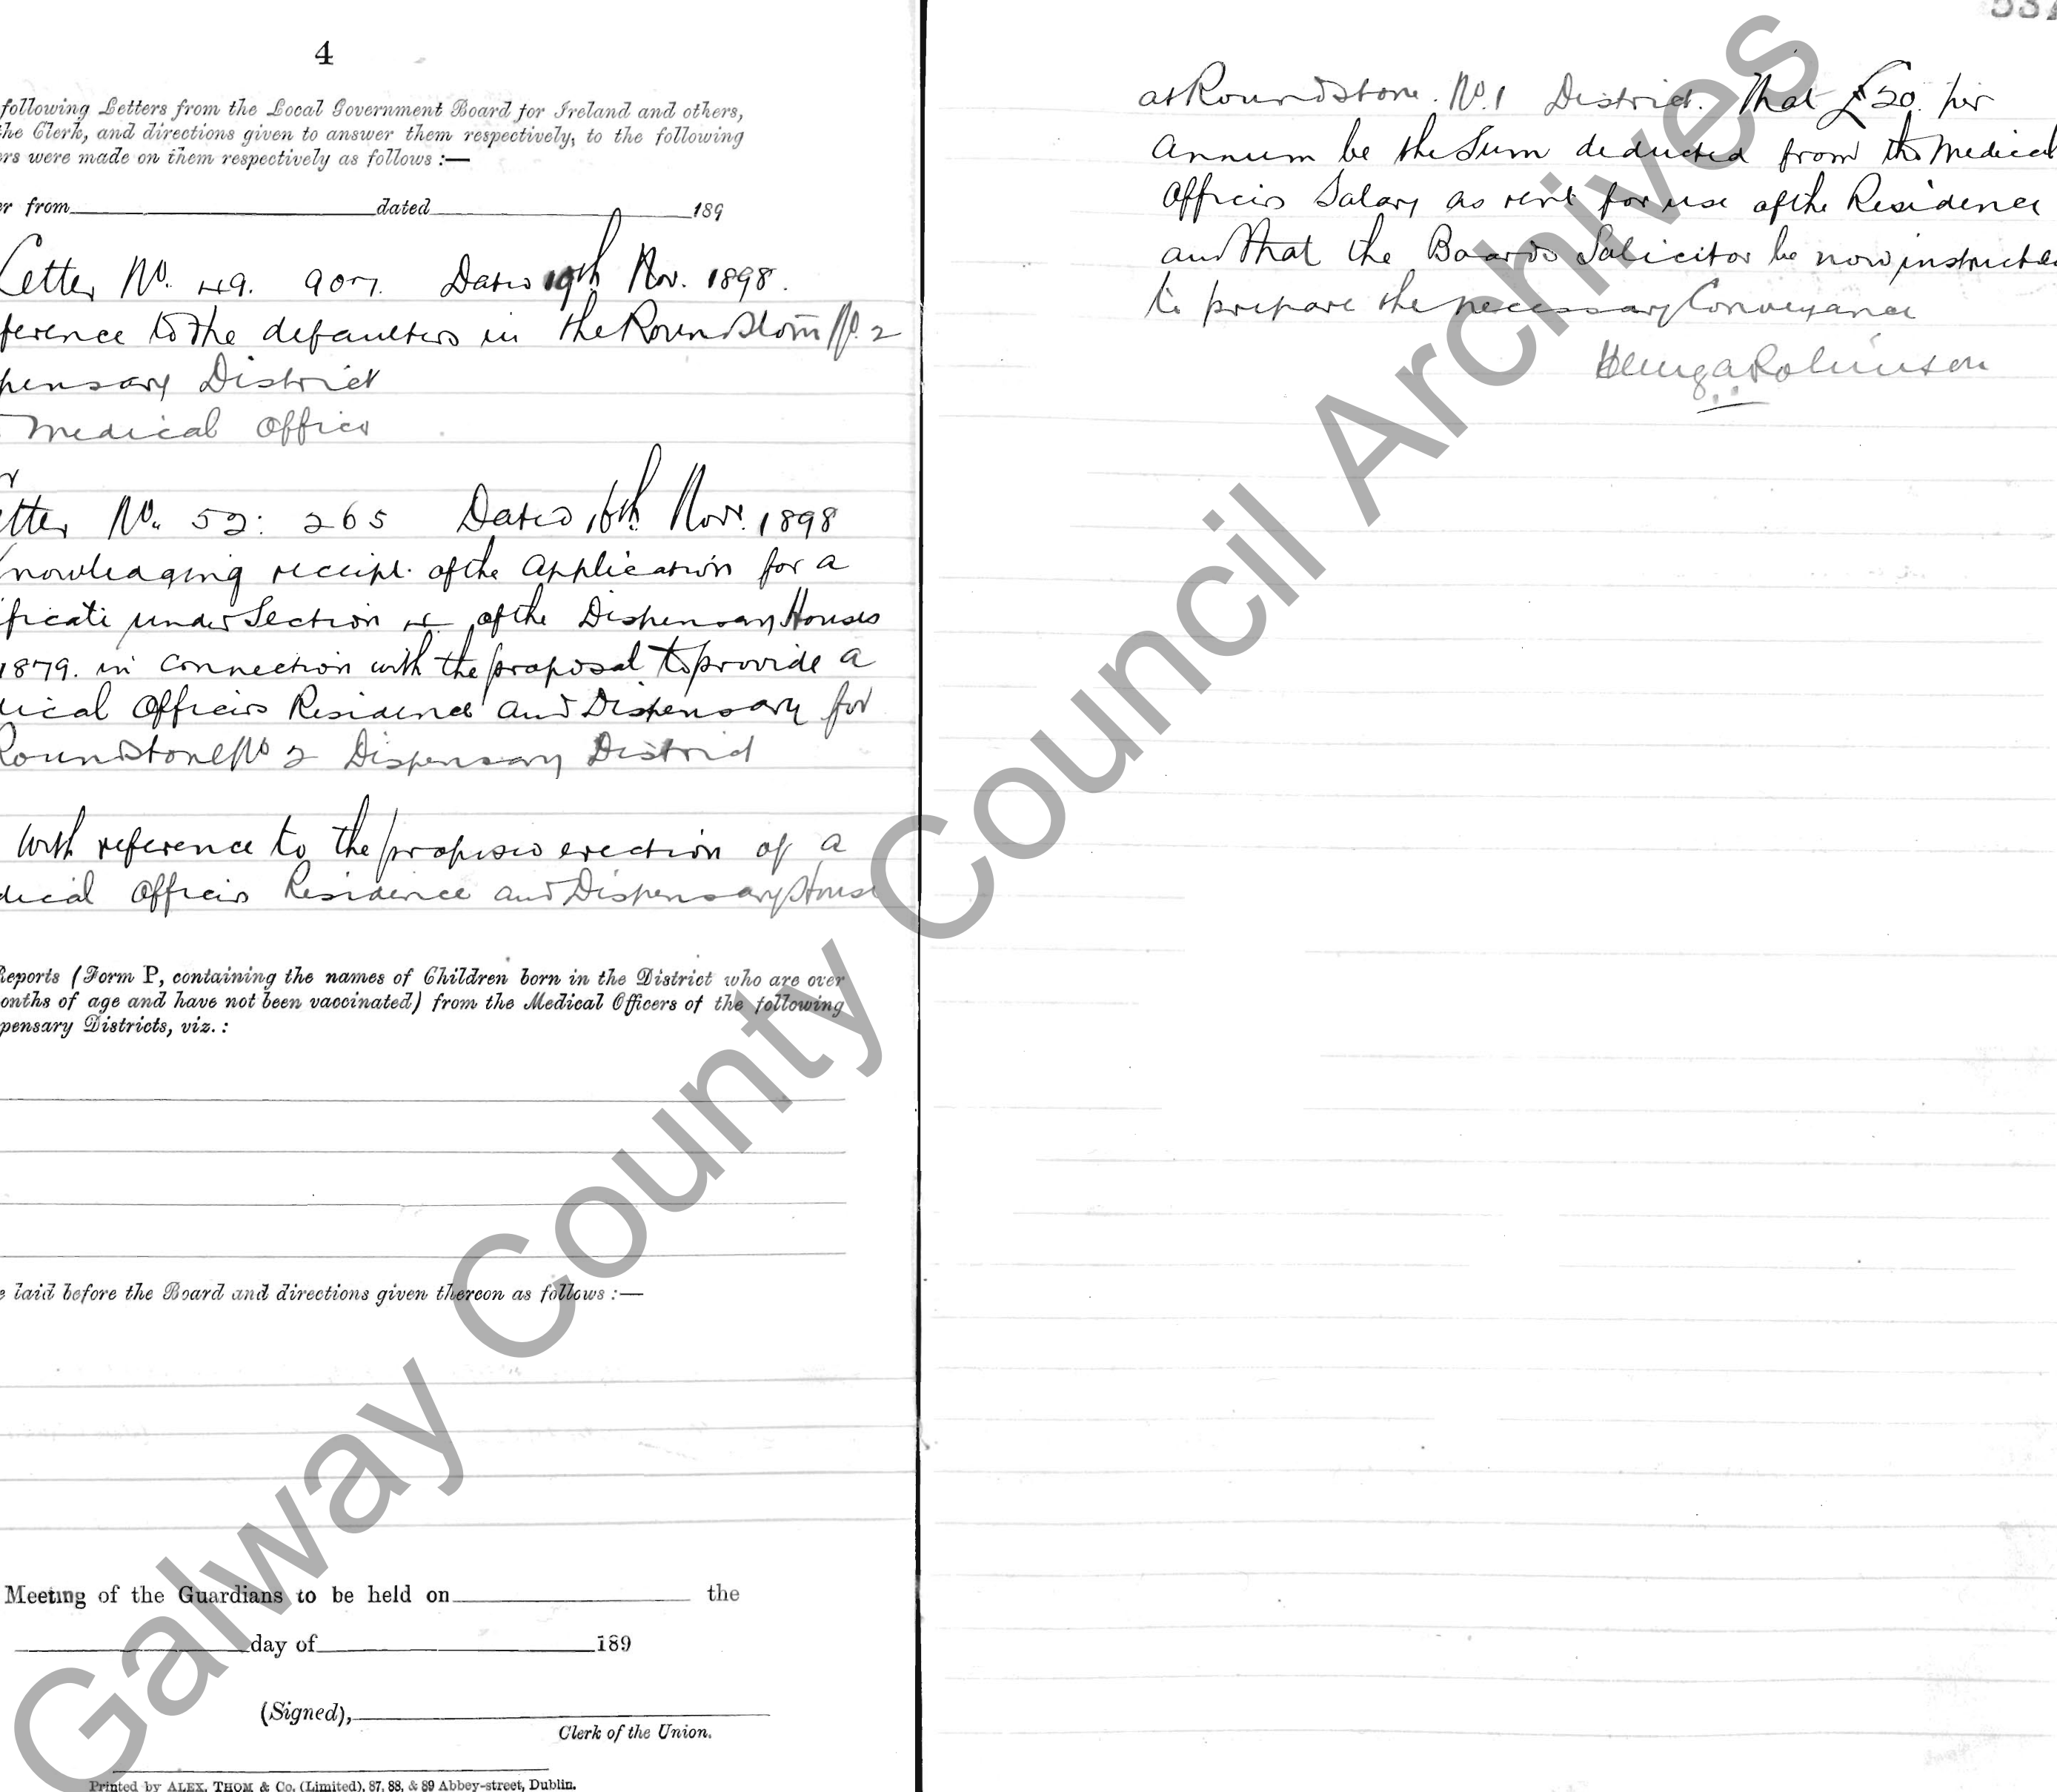 4
following Letters from the Local Government Board for Ireland and others,
the Clerk, and directions given to answer them respectively, to the following
rs were made on them respectively as follows :—
r from dated 189
Letter No. 49. 907. Dated 19th Nov. 1898.
ference to the defaulters in the Roundstone No. 2
pensary District
Medical Officer
tter No. 52: 265 Dated 16th Nov. 1898
nowledging receipt of the application for a
ificate under Section 4 of the Dispensary Houses
1879. in connection with the proposal to provide a
dical Officers Residence and Dispensary for
Roundstone No 2 Dispensary District
With reference to the proposed erection of a
dical Officers Residence and Dispensary House
Reports (Form P, containing the names of Children born in the District who are over
onths of age and have not been vaccinated) from the Medical Officers of the following
pensary Districts, viz. :
e laid before the Board and directions given thereon as follows :—
Meeting of the Guardians to be held on the
day of 189
(Signed),
Clerk of the Union.
Printed by ALEX. THOM & Co. (Limited), 87, 88, & 89 Abbey-street, Dublin.
at Roundstone. No. 1 District. That £20. per
annum be the Sum deducted from the Medical
Officers Salary as rent for use of the Residence
and that the Boards Solicitor be now instructed
to prepare the necessary Conveyance
Henry A Robinson
Galway County Council Archives